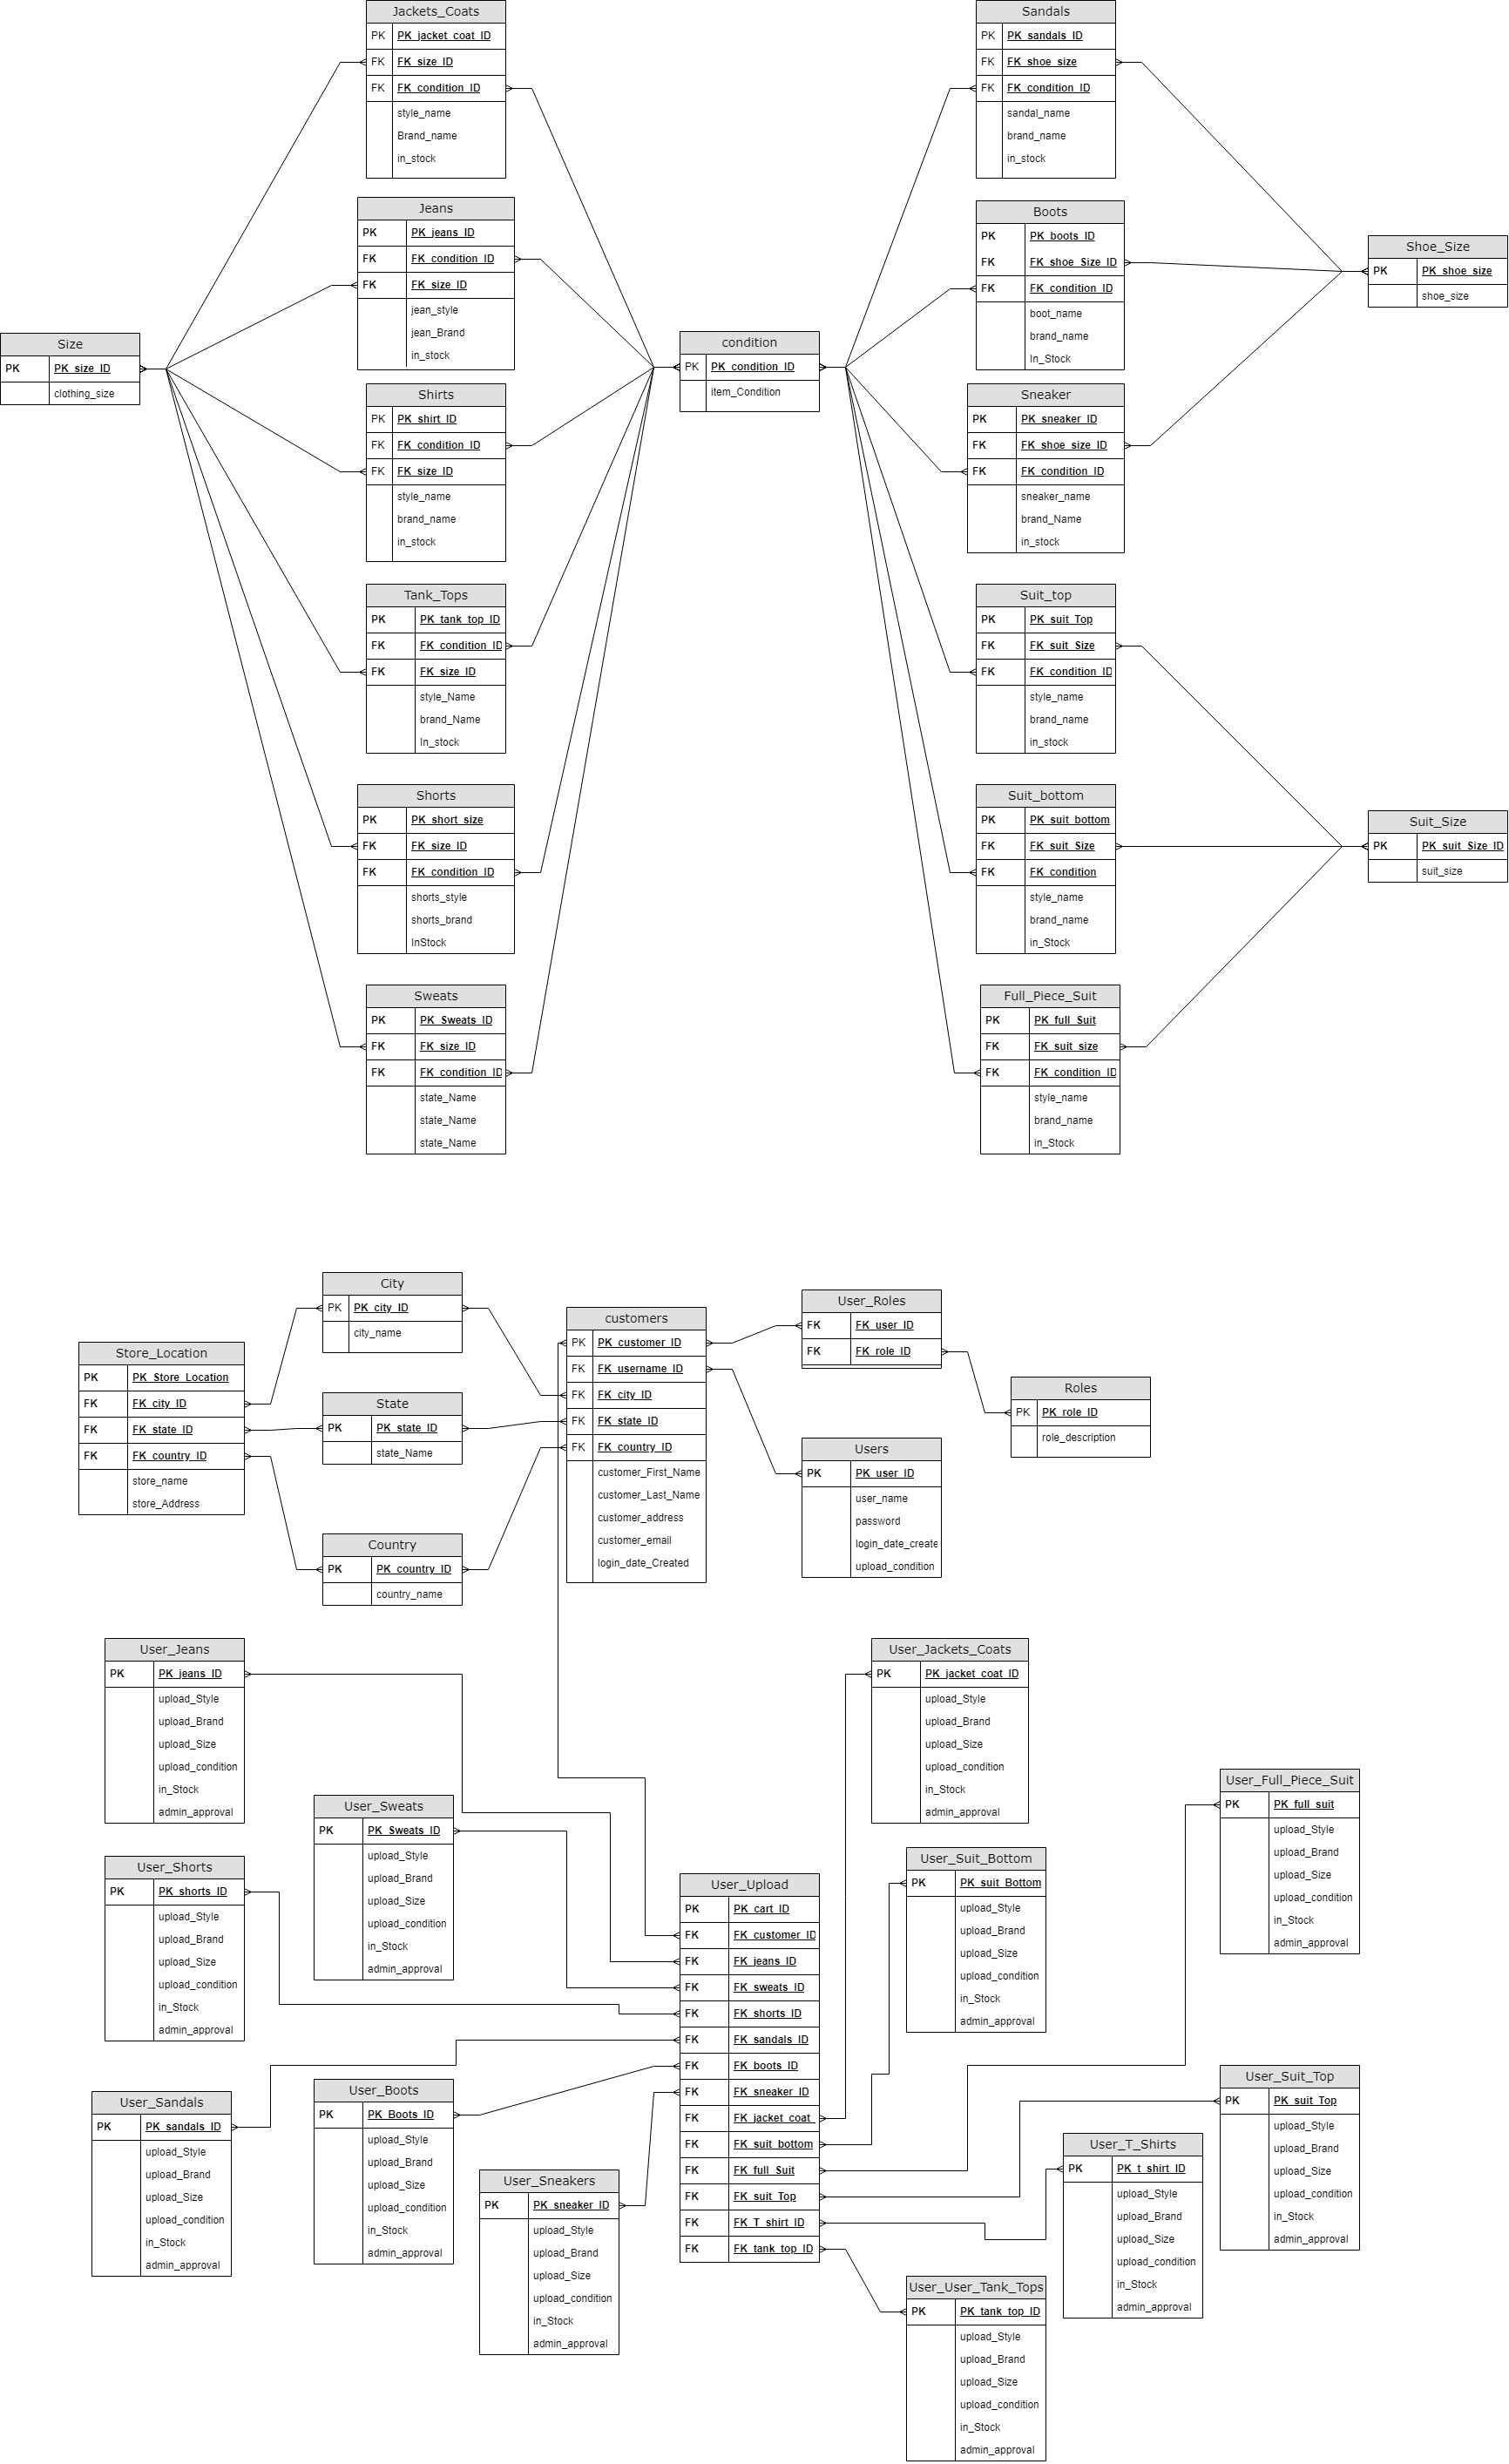 Jackets_Coats
PK PK_jacket_coat_ID
FK FK_size_ID
FK FK_condition_ID
style_name
Brand_name
in_stock
Sandals
PK PK_sandals_ID
FK FK_shoe_size
FK FK_condition_ID
sandal_name
brand_name
in_stock
Jeans
PK PK_jeans_ID
FK FK_condition_ID
FK FK_size_ID
jean_style
jean_Brand
in_stock
Boots
PK PK_boots_ID
FK FK_shoe_Size_ID
FK FK_condition_ID
boot_name
brand_name
In_Stock
Shoe_Size
PK PK_shoe_size
shoe_size
Size
PK PK_size_ID
clothing_size
condition
PK PK_condition_ID
item_Condition
Shirts
PK PK_shirt_ID
FK FK_condition_ID
FK FK_size_ID
style_name
brand_name
in_stock
Sneaker
PK PK_sneaker_ID
FK FK_shoe_size_ID
FK FK_condition_ID
sneaker_name
brand_Name
in_stock
Tank_Tops
PK PK_tank_top_ID
FK FK_condition_ID
FK FK_size_ID
style_Name
brand_Name
In_stock
Suit_top
PK PK_suit_Top
FK FK_suit_Size
FK FK_condition_ID
style_name
brand_name
in_stock
Shorts
PK PK_short_size
FK FK_size_ID
FK FK_condition_ID
shorts_style
shorts_brand
InStock
Suit_bottom
PK PK_suit_bottom
FK FK_suit_Size
FK FK_condition
style_name
brand_name
in_Stock
Suit_Size
PK PK_suit_Size_ID
suit_size
Sweats
PK PK_Sweats_ID
FK FK_size_ID
FK FK_condition_ID
state_Name
state_Name
state_Name
Full_Piece_Suit
PK PK_full_Suit
FK FK_suit_size
FK FK_condition_ID
style_name
brand_name
in_Stock
City
PK PK_city_ID
city_name
Store_Location
PK PK_Store_Location
FK FK_city_ID
FK FK_state_ID
FK FK_country_ID
store_name
store_Address
State
PK PK_state_ID
state_Name
Country
PK PK_country_ID
country_name
customers
PK PK_customer_ID
FK FK_username_ID
FK FK_city_ID
FK FK_state_ID
FK FK_country_ID
customer_First_Name
customer_Last_Name
customer_address
customer_email
login_date_Created
User_Roles
FK FK_user_ID
FK FK_role_ID
Roles
PK PK_role_ID
role_description
Users
PK PK_user_ID
user_name
password
login_date_create
upload_condition
User_Jeans
PK PK_jeans_ID
upload_Style
upload_Brand
upload_Size
upload_condition
in_Stock
admin_approval
User_Jackets_Coats
PK PK_jacket_coat_ID
upload_Style
upload_Brand
upload_Size
upload_condition
in_Stock
admin_approval
User_Full_Piece_Suit
PK PK_full_suit
upload_Style
upload_Brand
upload_Size
upload_condition
in_Stock
admin_approval
User_Sweats
PK PK_Sweats_ID
upload_Style
upload_Brand
upload_Size
upload_condition
in_Stock
admin_approval
User_Shorts
PK PK_shorts_ID
upload_Style
upload_Brand
upload_Size
upload_condition
in_Stock
admin_approval
User_Upload
PK PK_cart_ID
FK FK_customer_ID
FK FK_jeans_ID
FK FK_sweats_ID
FK FK_shorts_ID
FK FK_sandals_ID
FK FK_boots_ID
FK FK_sneaker_ID
FK FK_jacket_coat_
FK FK_suit_bottom
FK FK_full_Suit
FK FK_suit_Top
FK FK_T_shirt_ID
FK FK_tank_top_ID
User_Suit_Bottom
PK PK_suit_Bottom
upload_Style
upload_Brand
upload_Size
upload_condition
in_Stock
admin_approval
User_Sandals
PK PK_sandals_ID
upload_Style
upload_Brand
upload_Size
upload_condition
in_Stock
admin_approval
User_Boots
PK PK_Boots_ID
upload_Style
upload_Brand
upload_Size
upload_condition
in_Stock
admin_approval
User_Suit_Top
PK PK_suit_Top
upload_Style
upload_Brand
upload_Size
upload_condition
in_Stock
admin_approval
User_T_Shirts
PK PK_t_shirt_ID
upload_Style
upload_Brand
upload_Size
upload_condition
in_Stock
admin_approval
User_Sneakers
PK PK_sneaker_ID
upload_Style
upload_Brand
upload_Size
upload_condition
in_Stock
admin_approval
User_User_Tank_Tops
PK PK_tank_top_ID
upload_Style
upload_Brand
upload_Size
upload_condition
in_Stock
admin_approval